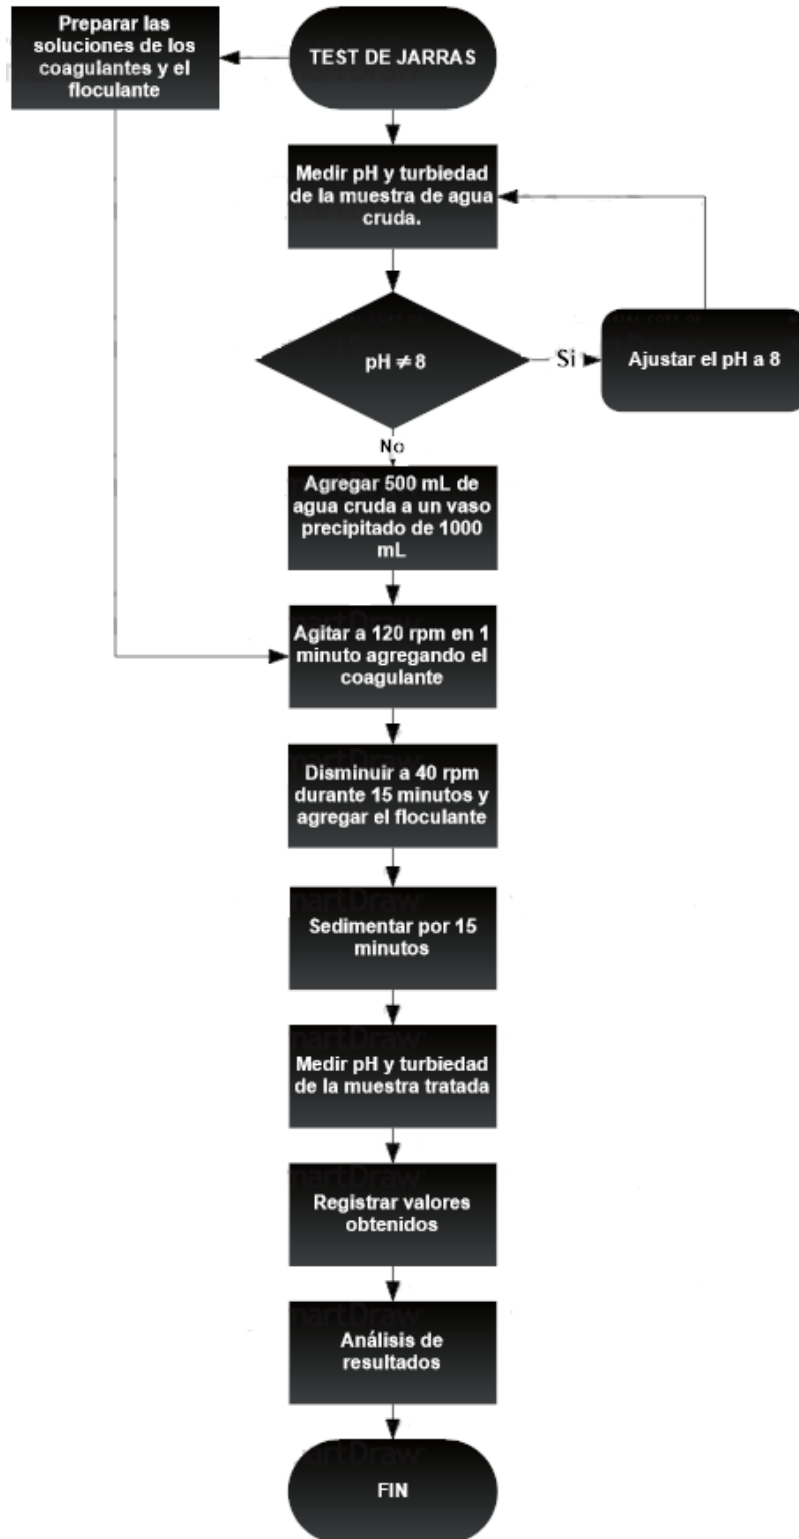 Preparar las
soluciones de los
coagulantes y el
floculante
TEST DE JARRAS
Medir pH y turbiedad
de la muestra de agua
cruda.
pH ≠ 8
Si
Ajustar el pH a 8
No
Agregar 500 mL de
agua cruda a un vaso
precipitado de 1000
mL
Agitar a 120 rpm en 1
minuto agregando el
coagulante
Disminuir a 40 rpm
durante 15 minutos y
agregar el floculante
Sedimentar por 15
minutos
Medir pH y turbiedad
de la muestra tratada
Registrar valores
obtenidos
Análisis de
resultados
FIN